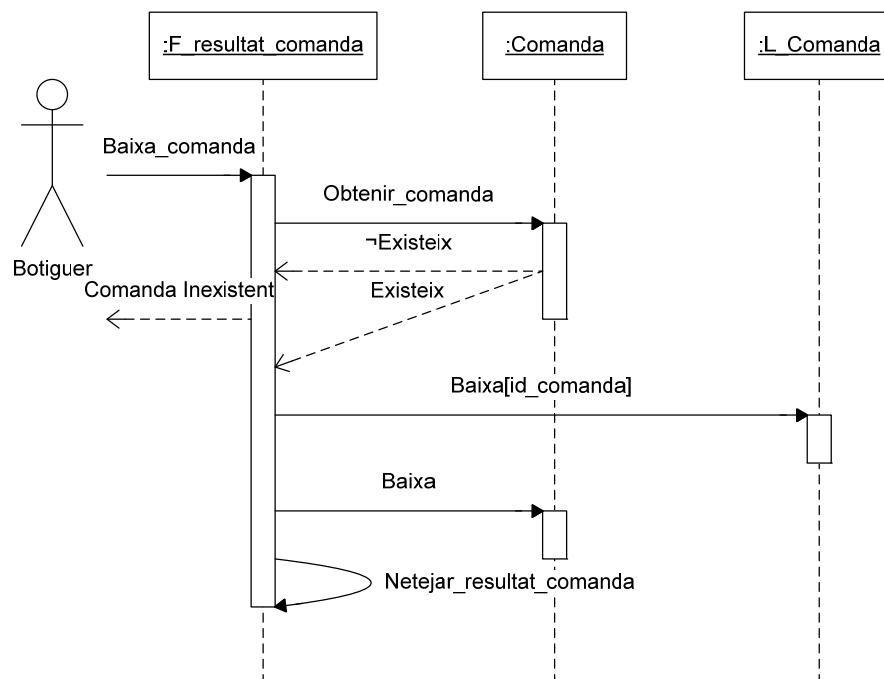 :F_resultat_comanda
:Comanda
:L_Comanda
Baixa_comanda
Obtenir_comanda
¬Existeix
Botiguer
Comanda Inexistent
Existeix
Baixa[id_comanda]
Baixa
Netejar_resultat_comanda